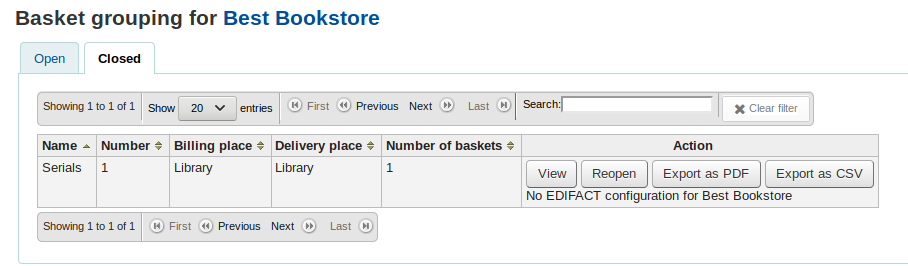 Basket grouping for Best Bookstore
Open Closed
Showing 1 to 1 of 1 Show 20 entries First Previous Next Last Search: Clear filter
Name Number Billing place Delivery place Number of baskets Action
Serials 1 Library Library 1 View Reopen Export as PDF Export as CSV
No EDIFACT configuration for Best Bookstore
Showing 1 to 1 of 1 First Previous Next Last